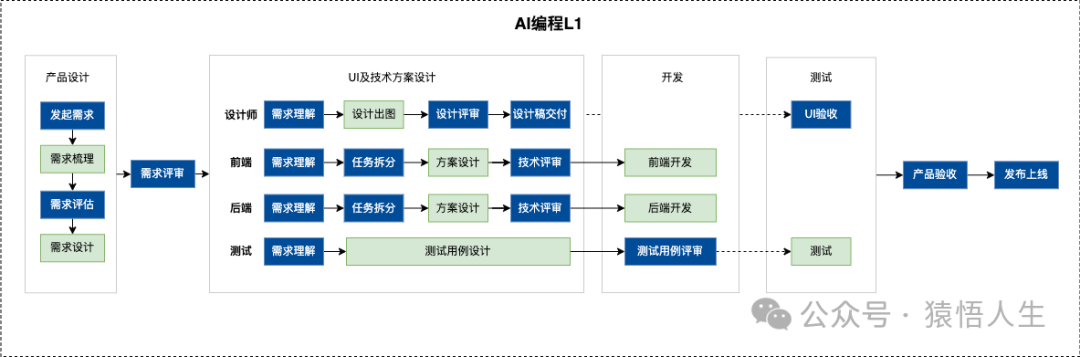 AI编程L1
产品设计
发起需求
需求梳理
需求评估
需求设计
需求评审
UI及技术方案设计
设计师 需求理解 设计出图 设计评审 设计稿交付
前端 需求理解 任务拆分 方案设计 技术评审
后端 需求理解 任务拆分 方案设计 技术评审
测试 需求理解 测试用例设计
开发
前端开发
后端开发
测试用例评审
测试
UI验收
测试
产品验收
发布上线
公众号·猿悟人生